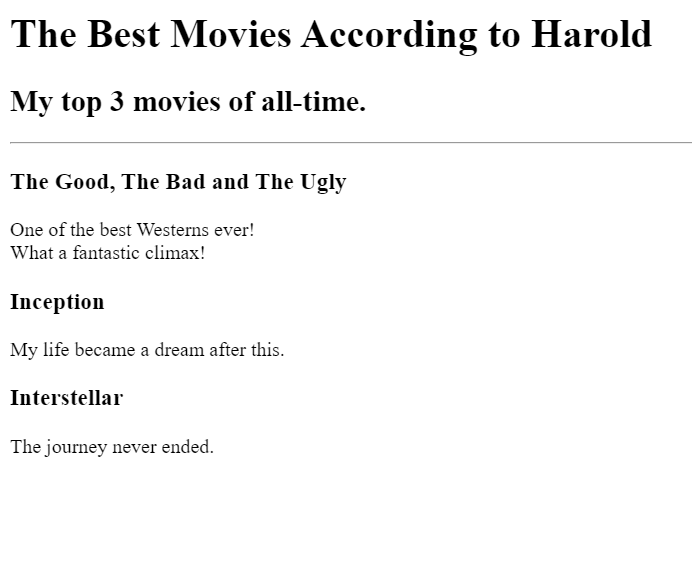 The Best Movies According to Harold
My top 3 movies of all-time.
The Good, The Bad and The Ugly
One of the best Westerns ever!
What a fantastic climax!
Inception
My life became a dream after this.
Interstellar
The journey never ended.